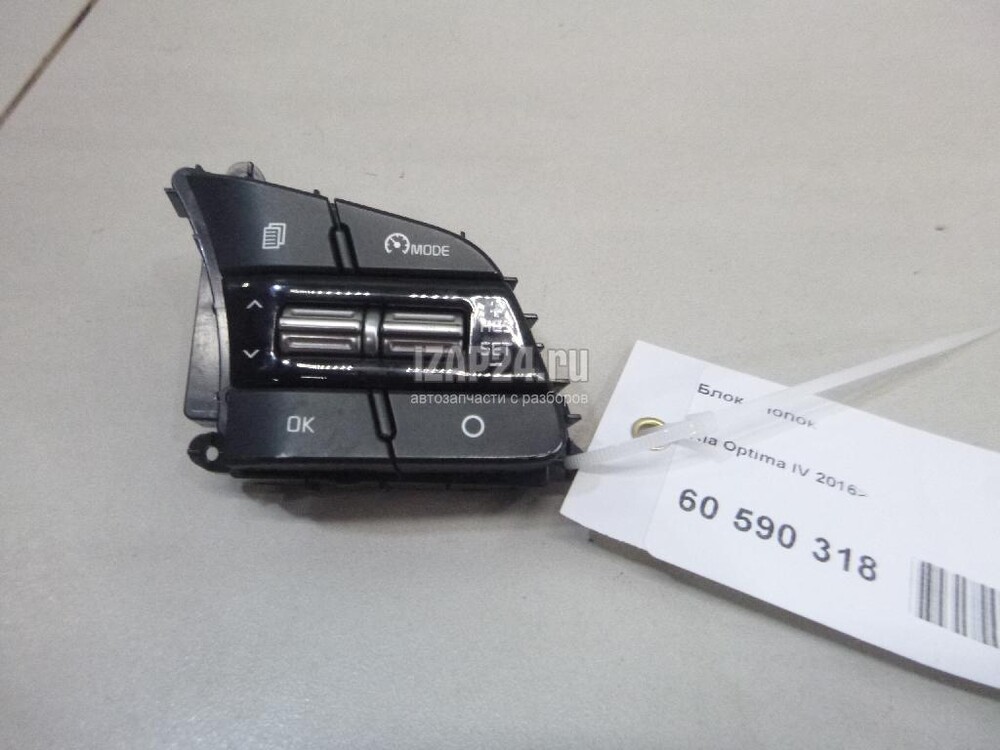 MODE
+
RES
SET
OK
IZAP24.ru
автозапчасти с разборов
Блок
Optima IV 2016>
60 590 318